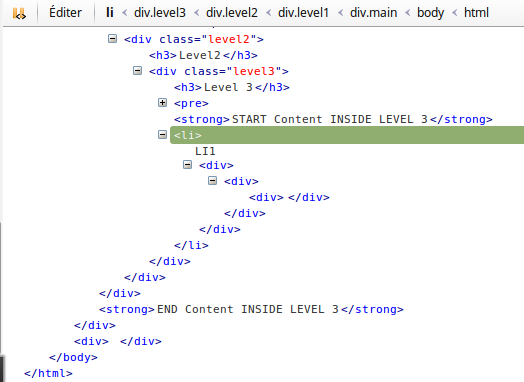 Éditer li < div.level3 < div.level2 < div.level1 < div.main < body < html
<div class="level2">
<h3>Level2</h3>
<div class="level3">
<h3>Level 3</h3>
<pre>
<strong>START Content INSIDE LEVEL 3</strong>
<li>
LI1
<div>
<div>
<div> </div>
</div>
</div>
</li>
</div>
</div>
</div>
<strong>END Content INSIDE LEVEL 3</strong>
</div>
<div> </div>
</body>
</html>